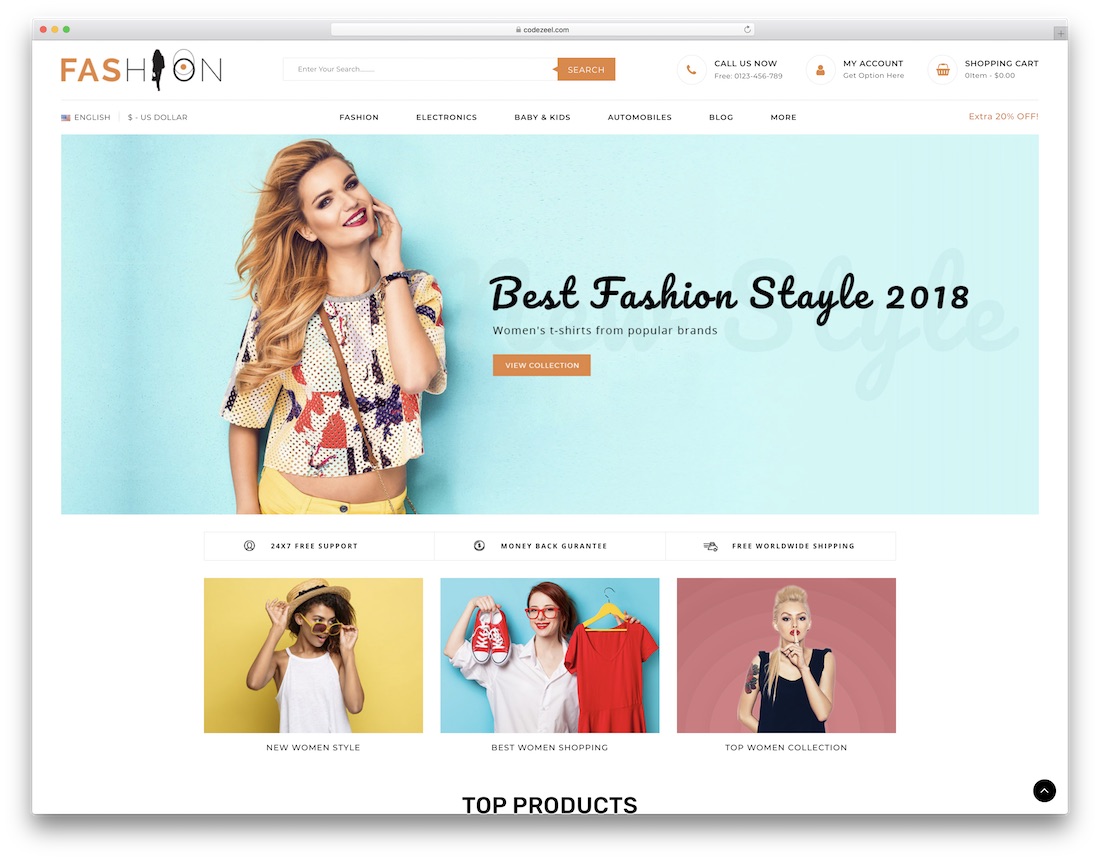 codezeel.com
FASHION
Enter Your Search......
SEARCH
CALL US NOW
Free: 0123-456-789
MY ACCOUNT
Get Option Here
SHOPPING CART
0Item - $0.00
ENGLISH
$ - US DOLLAR
FASHION
ELECTRONICS
BABY & KIDS
AUTOMOBILES
BLOG
MORE
Extra 20% OFF!
New Style
Best Fashion Stayle 2018
Women's t-shirts from popular brands
VIEW COLLECTION
24X7 FREE SUPPORT
MONEY BACK GURANTEE
FREE WORLDWIDE SHIPPING
NEW WOMEN STYLE
BEST WOMEN SHOPPING
TOP WOMEN COLLECTION
TOP PRODUCTS